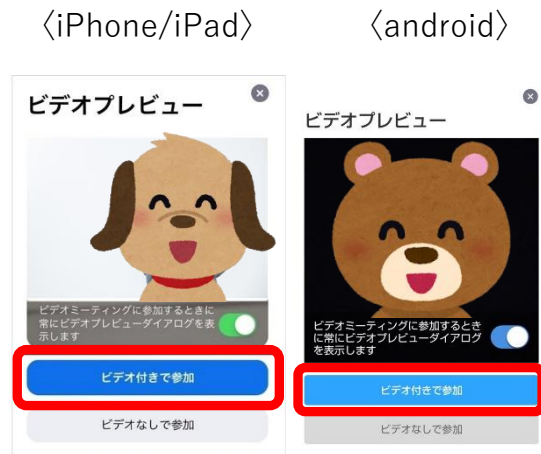 〈iPhone/iPad〉
〈android〉
ビデオプレビュー
ビデオミーティングに参加するときに
常にビデオプレビューダイアログを表
示します
ビデオ付きで参加
ビデオなしで参加
ビデオプレビュー
ビデオミーティングに参加するとき
に常にビデオプレビューダイアログ
を表示します
ビデオ付きで参加
ビデオなしで参加